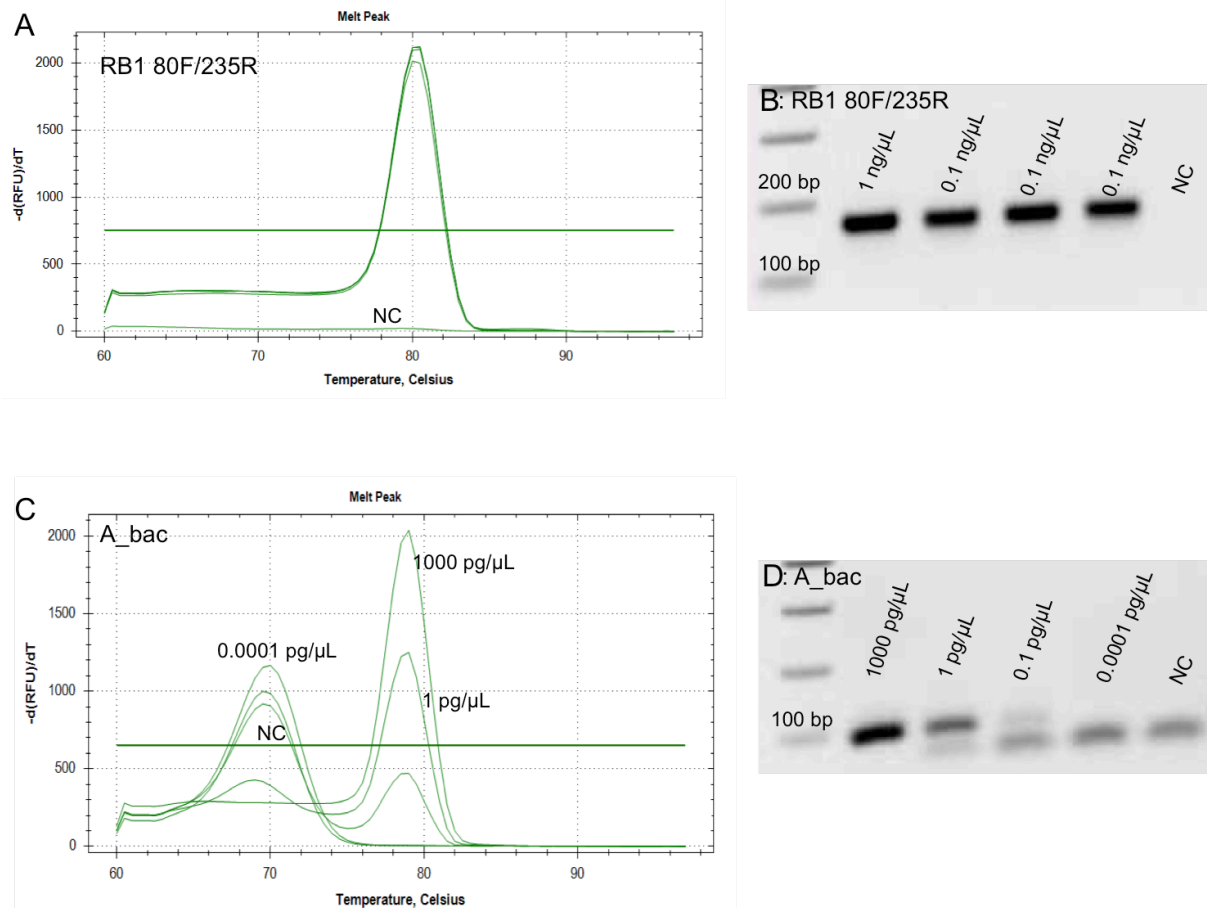 A
Melt Peak
RB1 80F/235R
2000
1500
1000
500
0
-d(RFU)/dT
NC
60
70
80
90
Temperature, Celsius
B: RB1 80F/235R
1 ng/µL
0.1 ng/µL
0.1 ng/µL
0.1 ng/µL
NC
200 bp
100 bp
C
Melt Peak
A_bac
2000
1500
1000
500
0
-d(RFU)/dT
1000 pg/µL
0.0001 pg/µL
1 pg/µL
NC
60
70
80
90
Temperature, Celsius
D: A_bac
1000 pg/µL
1 pg/µL
0.1 pg/µL
0.0001 pg/µL
NC
100 bp